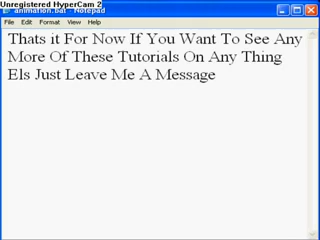 Unregistered HyperCam 2
animation.bat - Notepad
File Edit Format View Help
Thats it For Now If You Want To See Any
More Of These Tutorials On Any Thing
Els Just Leave Me A Message